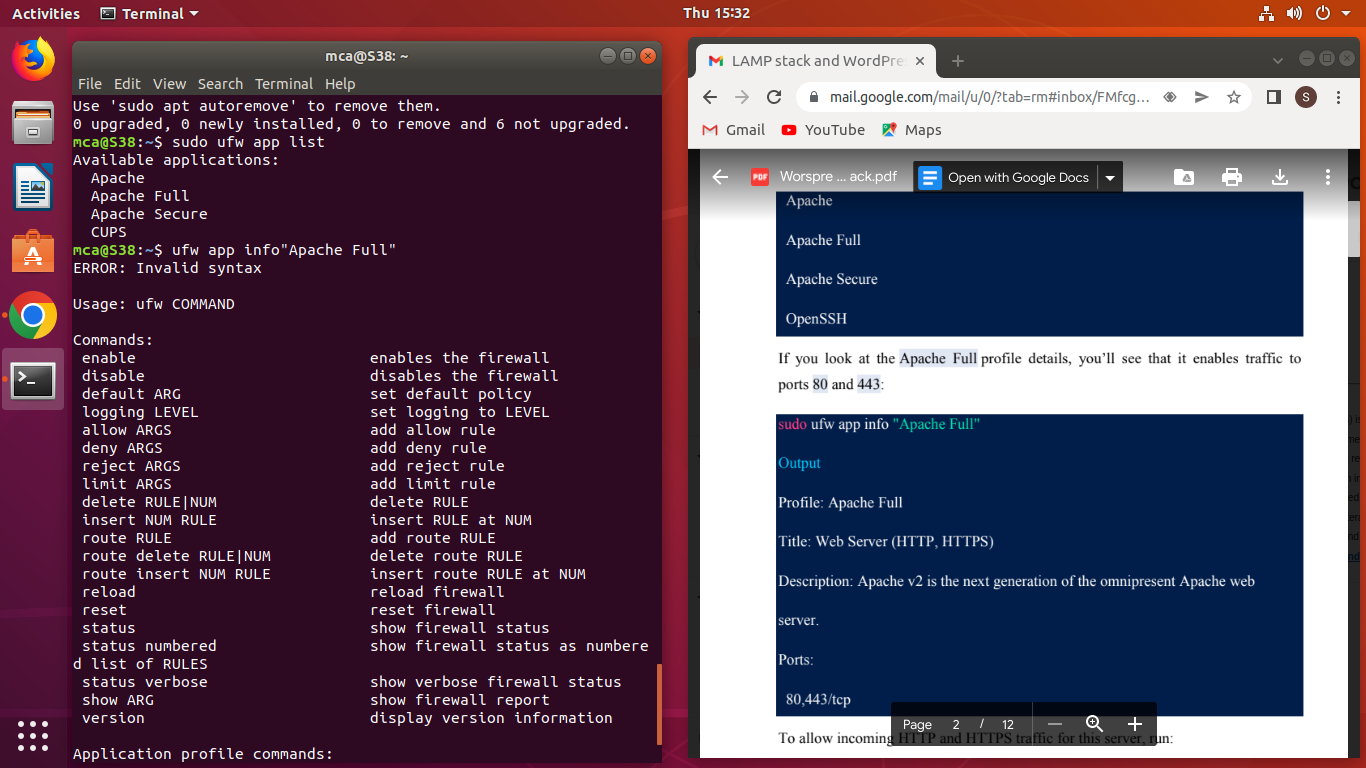 Activities
Terminal
Thu 15:32
mca@S38: ~
File Edit View Search Terminal Help
Use 'sudo apt autoremove' to remove them.
0 upgraded, 0 newly installed, 0 to remove and 6 not upgraded.
mca@S38:~$ sudo ufw app list
Available applications:
Apache
Apache Full
Apache Secure
CUPS
mca@S38:~$ ufw app info"Apache Full"
ERROR: Invalid syntax
Usage: ufw COMMAND
Commands:
enable enables the firewall
disable disables the firewall
default ARG set default policy
logging LEVEL set logging to LEVEL
allow ARGS add allow rule
deny ARGS add deny rule
reject ARGS add reject rule
limit ARGS add limit rule
delete RULE|NUM delete RULE
insert NUM RULE insert RULE at NUM
route RULE add route RULE
route delete RULE|NUM delete route RULE
route insert NUM RULE insert route RULE at NUM
reload reload firewall
reset reset firewall
status show firewall status
status numbered show firewall status as numbere
d list of RULES
status verbose show verbose firewall status
show ARG show firewall report
version display version information
Application profile commands:
LAMP stack and WordPre
mail.google.com/mail/u/0/?tab=rm#inbox/FMfcg...
S
Gmail YouTube Maps
PDF
Worspre ... ack.pdf
Open with Google Docs
Apache
Apache Full
Apache Secure
OpenSSH
If you look at the Apache Full profile details, you'll see that it enables traffic to
ports 80 and 443:
sudo ufw app info "Apache Full"
Output
Profile: Apache Full
Title: Web Server (HTTP, HTTPS)
Description: Apache v2 is the next generation of the omnipresent Apache web
server.
Ports:
80,443/tcp
Page 2 / 12
To allow incoming HTTP and HTTPS traffic for this server, run: